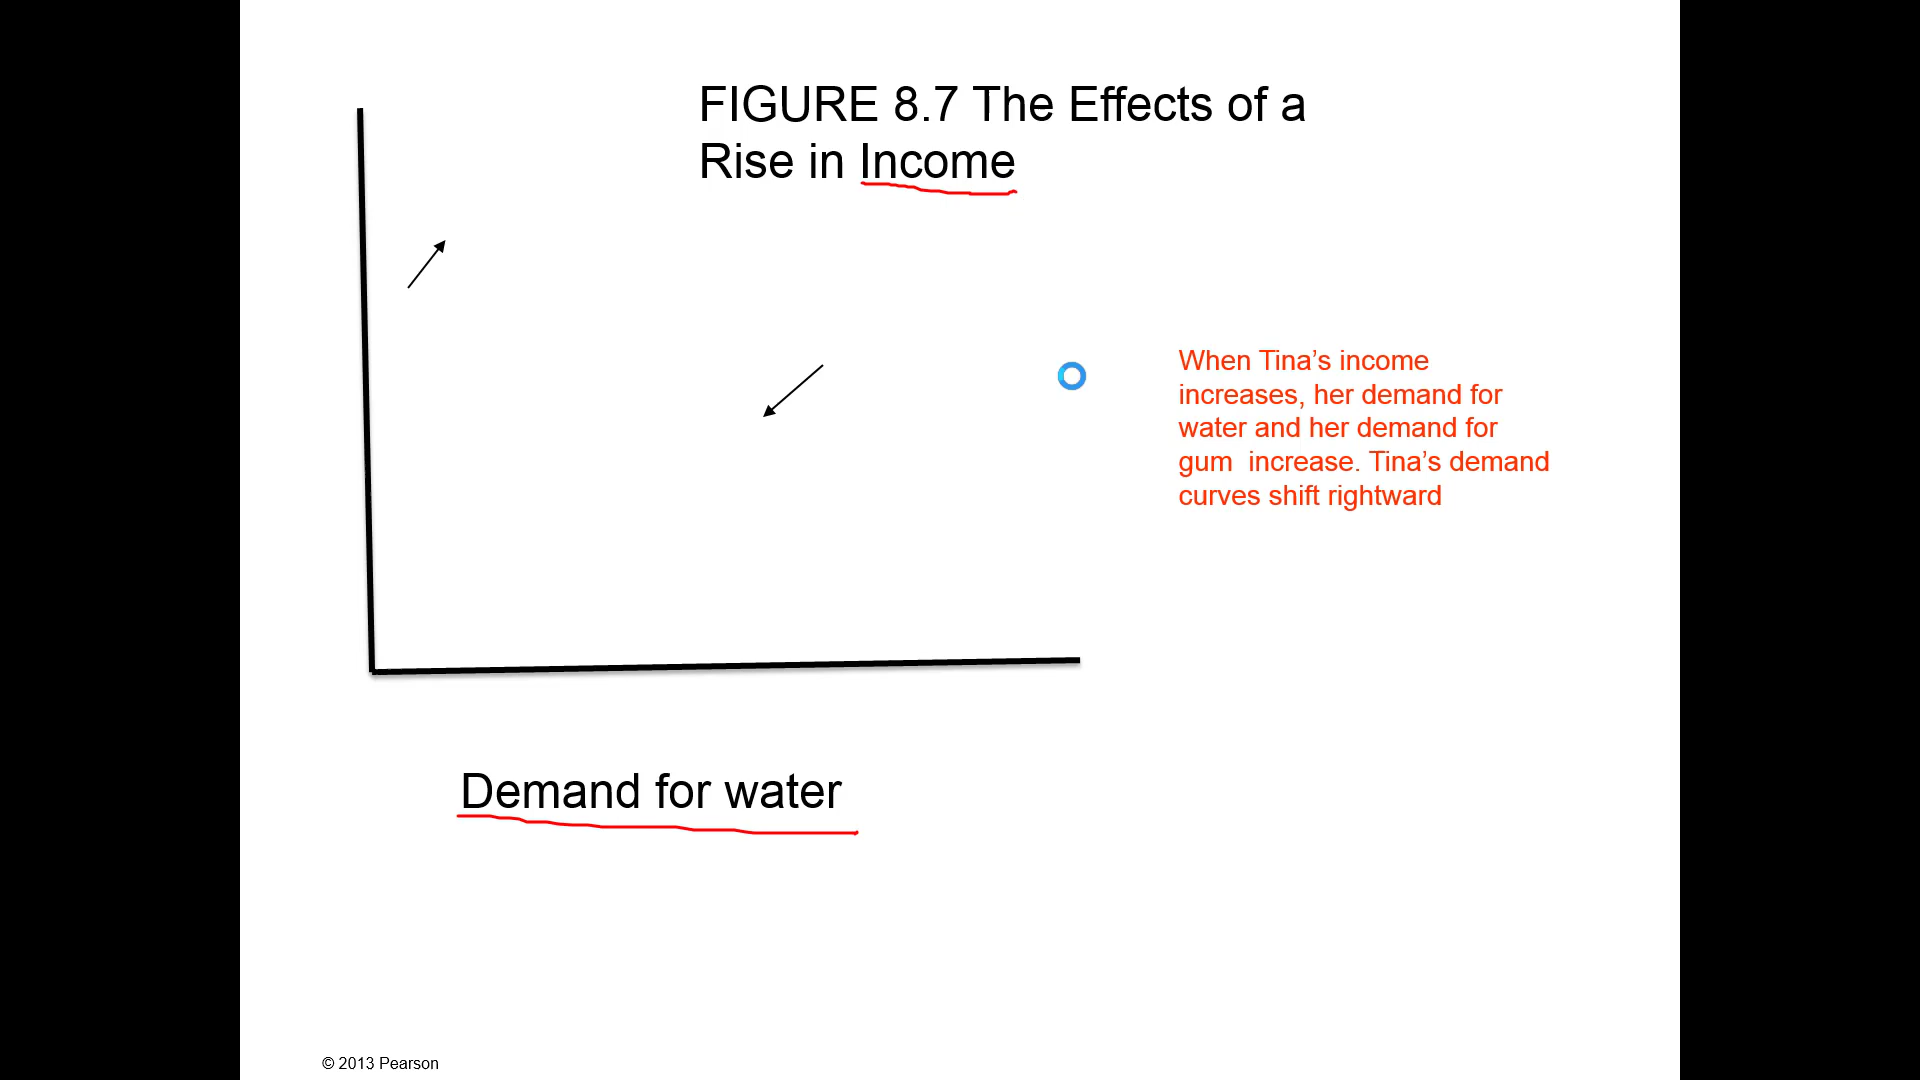 FIGURE 8.7 The Effects of a
Rise in Income
When Tina’s income
increases, her demand for
water and her demand for
gum  increase. Tina’s demand
curves shift rightward
Demand for water
© 2013 Pearson